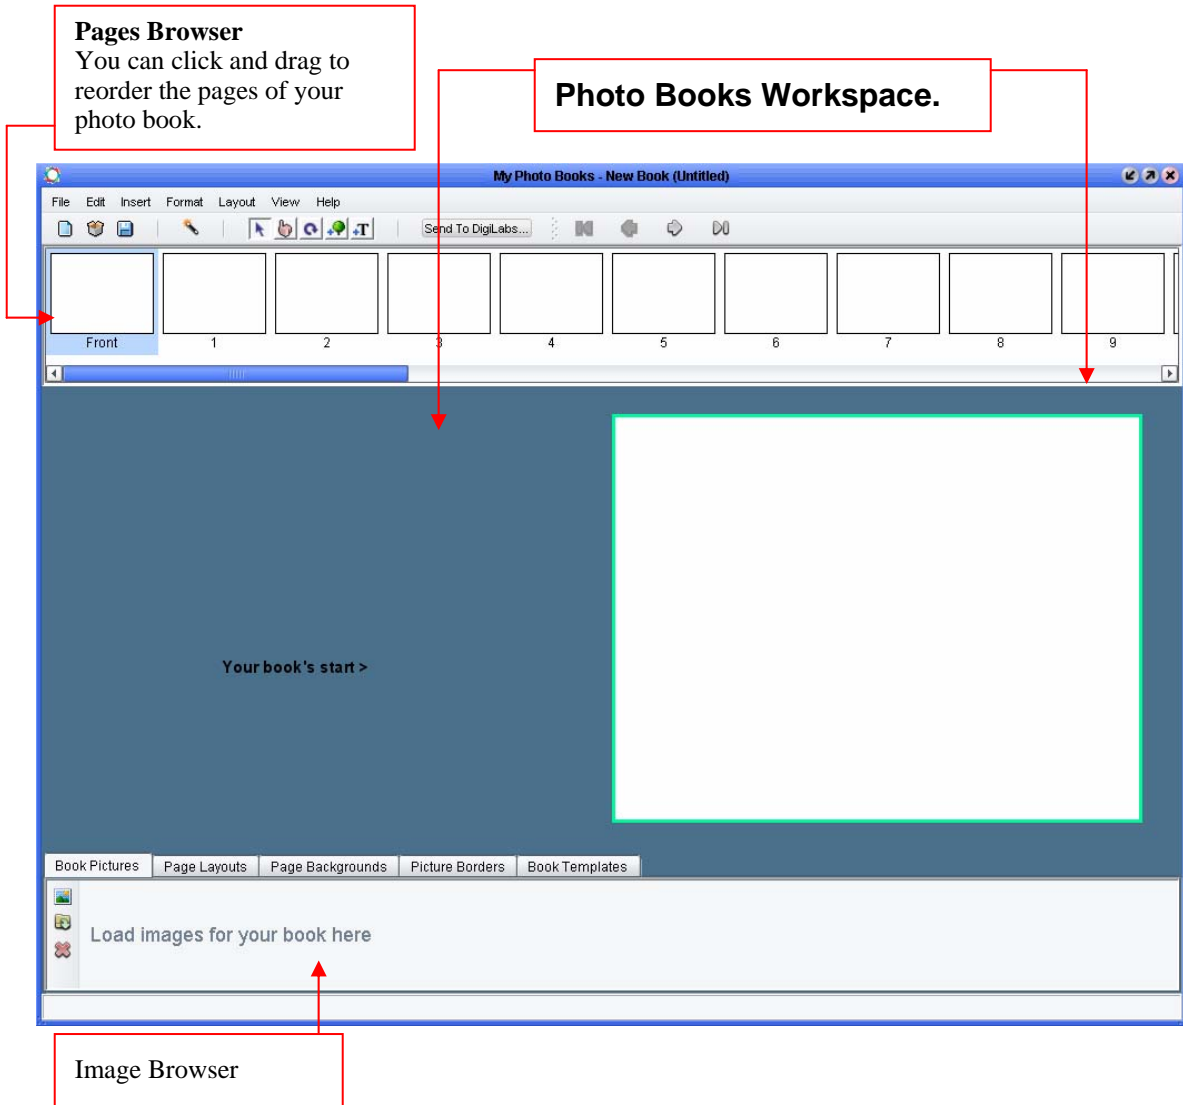 Pages Browser
You can click and drag to
reorder the pages of your
photo book.
Photo Books Workspace.
My Photo Books - New Book (Untitled)
File Edit Insert Format Layout View Help
Send To DigiLabs...
Front 1 2 3 4 5 6 7 8 9
Your book's start >
Book Pictures Page Layouts Page Backgrounds Picture Borders Book Templates
Load images for your book here
Image Browser